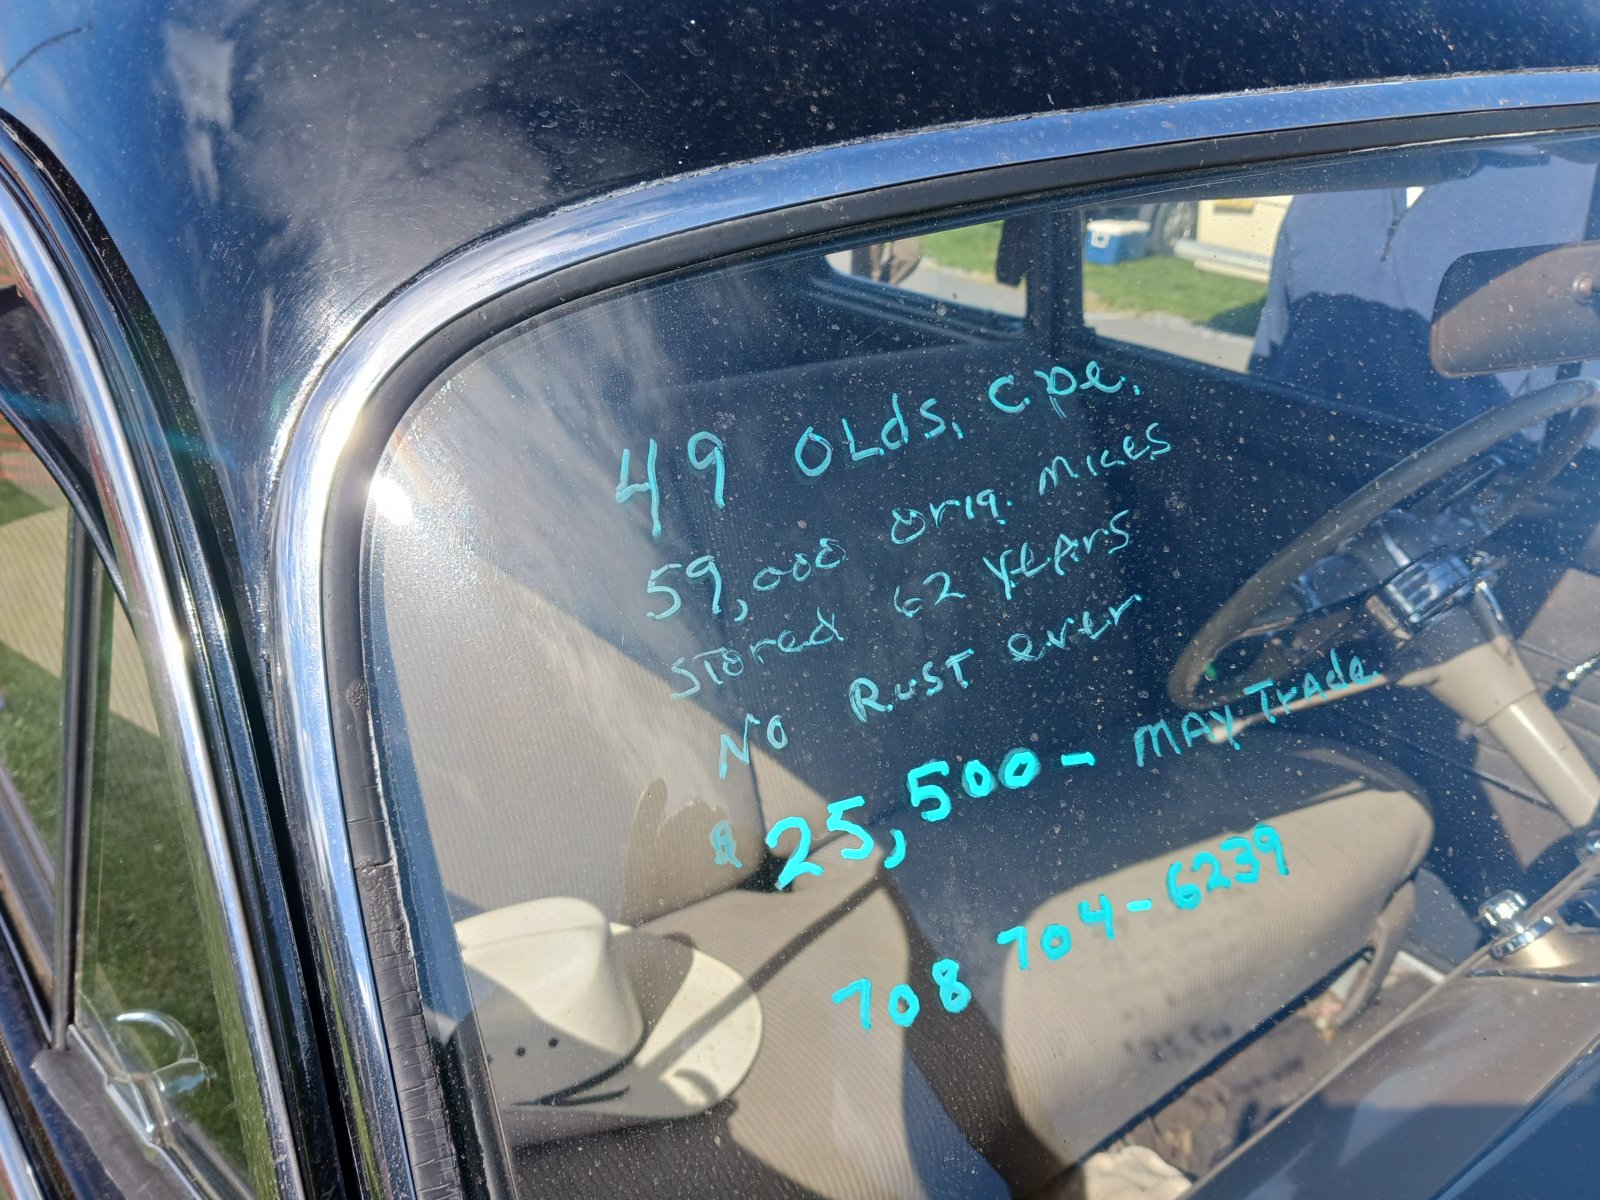 49 OLds. Cpe.
59,000 orig. Miles
Stored 62 Years
No Rust ever
$25,500- MAY TrAde.
708 704-6239